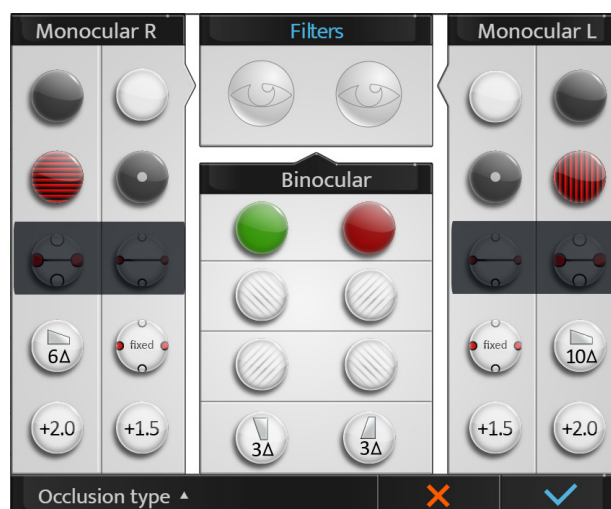 Monocular R
Filters
Monocular L
Binocular
6Δ
fixed
fixed
10Δ
+2.0
+1.5
3Δ
3Δ
+1.5
+2.0
Occlusion type ▲